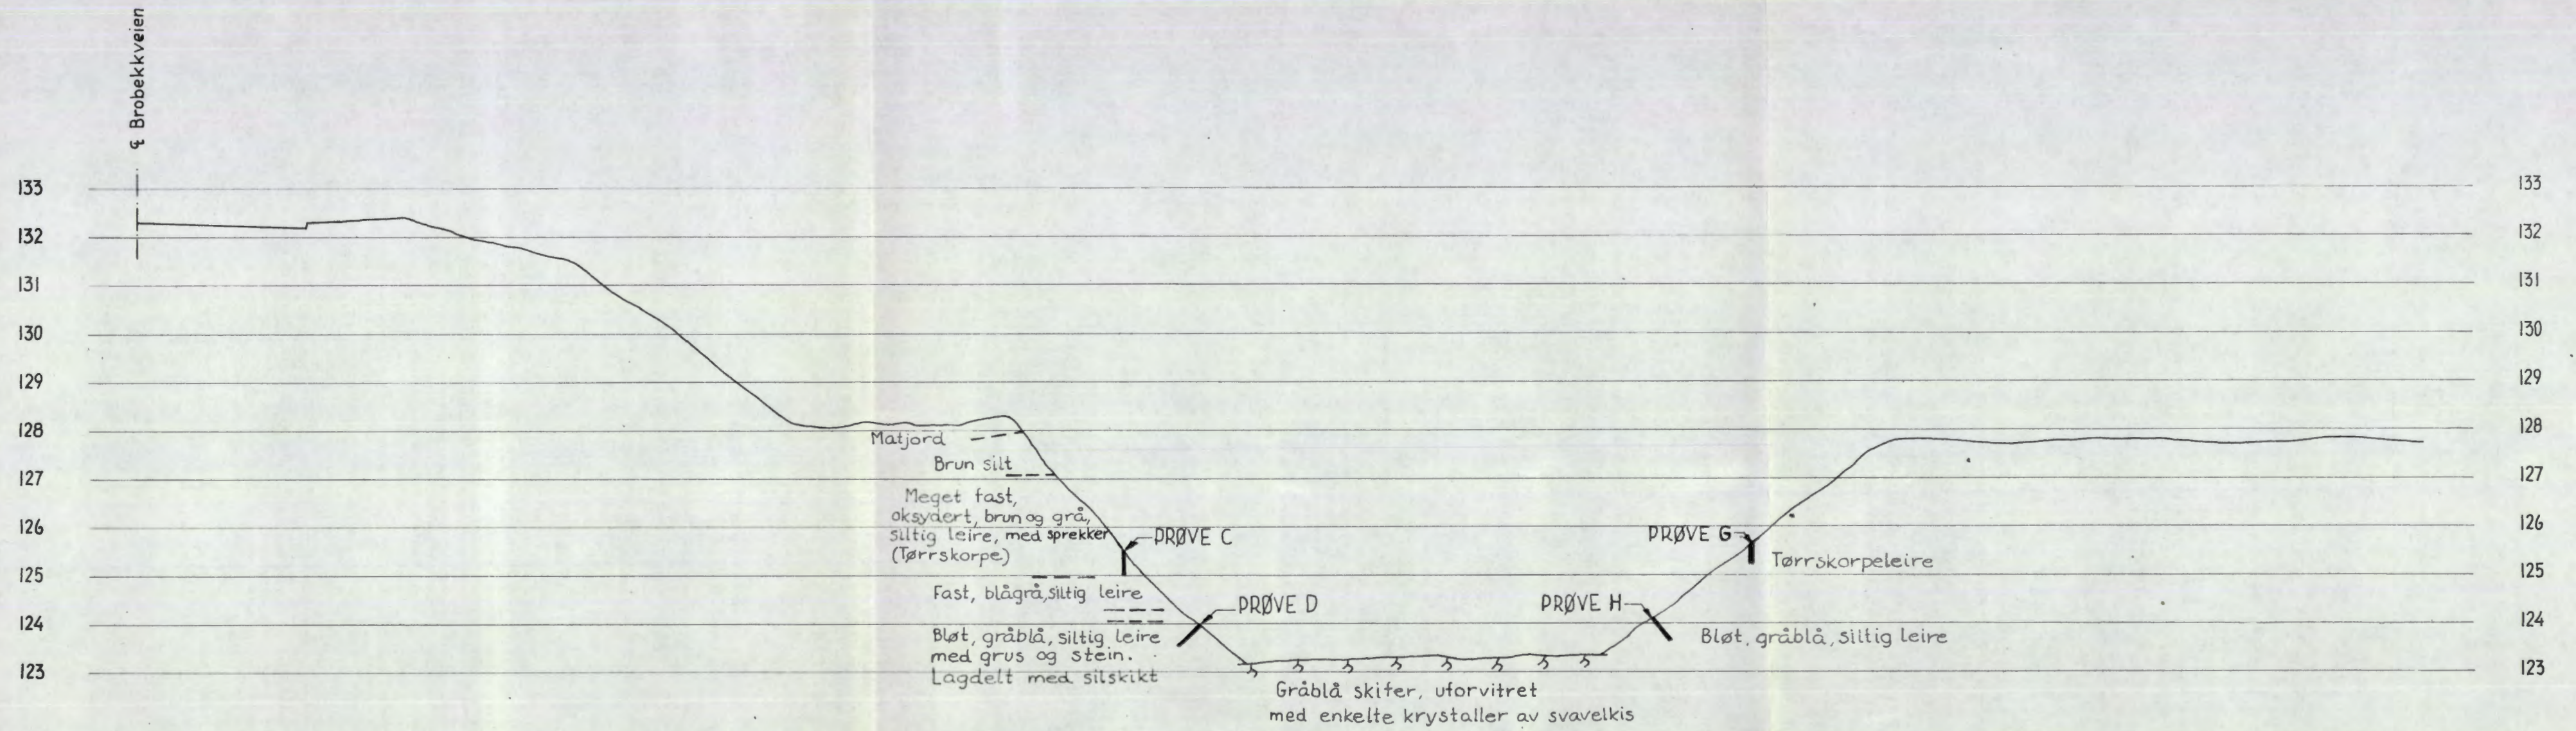 ℄ Brobekkveien
133
133
132
132
131
131
130
130
129
129
128
128
Matjord
Brun silt
127
127
Meget fast,
oksydert, brun og grå,
siltig leire, med sprekker
(Tørrskorpe)
126
126
PRØVE C
PRØVE G
Tørrskorpeleire
125
125
Fast, blågrå, siltig leire
PRØVE D
PRØVE H
124
124
Bløt, gråblå, siltig leire
med grus og stein.
Lagdelt med silskikt
Bløt, gråblå, siltig leire
123
123
Gråblå skifer, uforvitret
med enkelte krystaller av svavelkis